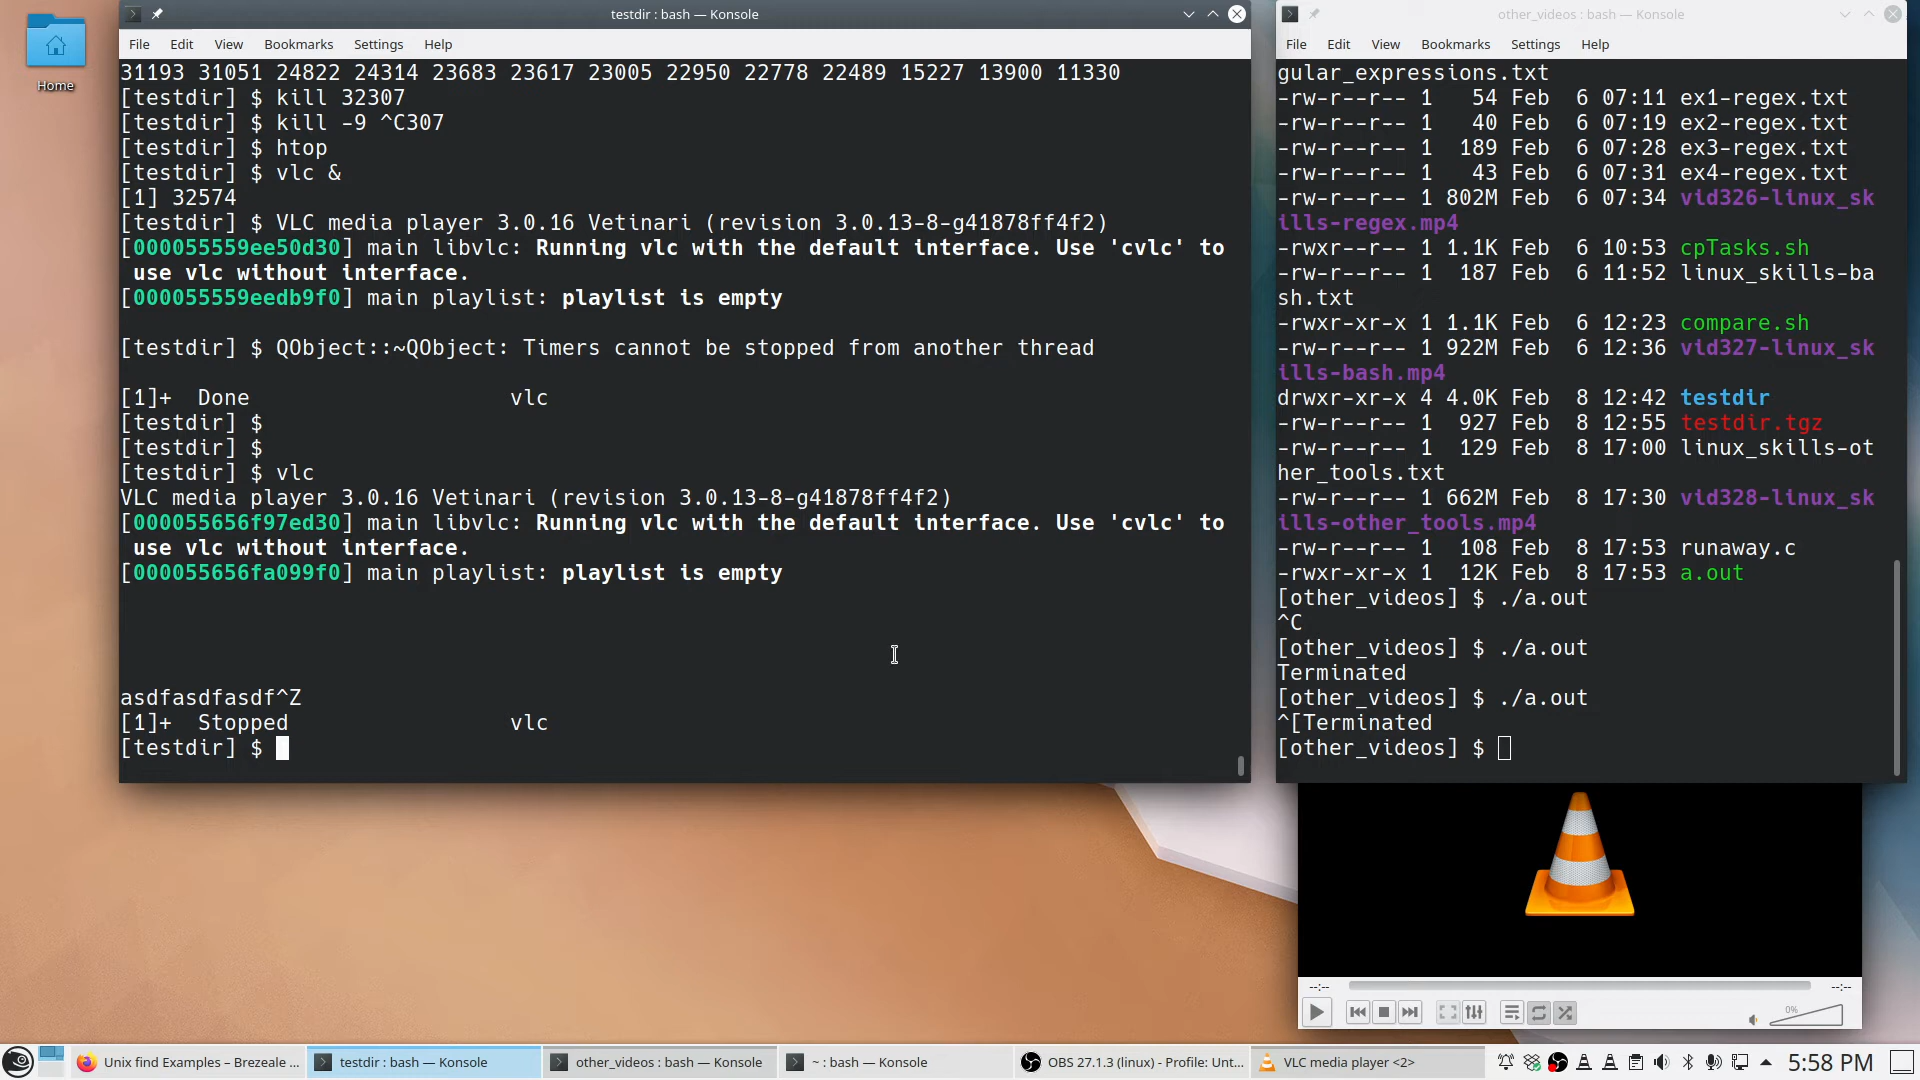 Home
testdir : bash — Konsole
File Edit View Bookmarks Settings Help
31193 31051 24822 24314 23683 23617 23005 22950 22778 22489 15227 13900 11330
[testdir] $ kill 32307
[testdir] $ kill -9 ^C307
[testdir] $ htop
[testdir] $ vlc &
[1] 32574
[testdir] $ VLC media player 3.0.16 Vetinari (revision 3.0.13-8-g41878ff4f2)
[000055559ee50d30] main libvlc: Running vlc with the default interface. Use 'cvlc' to
use vlc without interface.
[000055559eedb9f0] main playlist: playlist is empty
[testdir] $ QObject::~QObject: Timers cannot be stopped from another thread
[1]+  Done                    vlc
[testdir] $
[testdir] $
[testdir] $ vlc
VLC media player 3.0.16 Vetinari (revision 3.0.13-8-g41878ff4f2)
[000055656f97ed30] main libvlc: Running vlc with the default interface. Use 'cvlc' to
use vlc without interface.
[000055656fa099f0] main playlist: playlist is empty
asdfasdfasdf^Z
[1]+  Stopped                 vlc
[testdir] $
other_videos : bash — Konsole
File Edit View Bookmarks Settings Help
gular_expressions.txt
-rw-r--r-- 1   54 Feb  6 07:11 ex1-regex.txt
-rw-r--r-- 1   40 Feb  6 07:19 ex2-regex.txt
-rw-r--r-- 1  189 Feb  6 07:28 ex3-regex.txt
-rw-r--r-- 1   43 Feb  6 07:31 ex4-regex.txt
-rw-r--r-- 1 802M Feb  6 07:34 vid326-linux_sk
ills-regex.mp4
-rwxr--r-- 1 1.1K Feb  6 10:53 cpTasks.sh
-rw-r--r-- 1  187 Feb  6 11:52 linux_skills-ba
sh.txt
-rwxr-xr-x 1 1.1K Feb  6 12:23 compare.sh
-rw-r--r-- 1 922M Feb  6 12:36 vid327-linux_sk
ills-bash.mp4
drwxr-xr-x 4 4.0K Feb  8 12:42 testdir
-rw-r--r-- 1  927 Feb  8 12:55 testdir.tgz
-rw-r--r-- 1  129 Feb  8 17:00 linux_skills-ot
her_tools.txt
-rw-r--r-- 1 662M Feb  8 17:30 vid328-linux_sk
ills-other_tools.mp4
-rw-r--r-- 1  108 Feb  8 17:53 runaway.c
-rwxr-xr-x 1  12K Feb  8 17:53 a.out
[other_videos] $ ./a.out
^C
[other_videos] $ ./a.out
Terminated
[other_videos] $ ./a.out
^[Terminated
[other_videos] $
--:-- --:--
0%
Unix find Examples – Brezeale ... testdir : bash — Konsole other_videos : bash — Konsole ~ : bash — Konsole OBS 27.1.3 (linux) - Profile: Unt... VLC media player <2> 5:58 PM